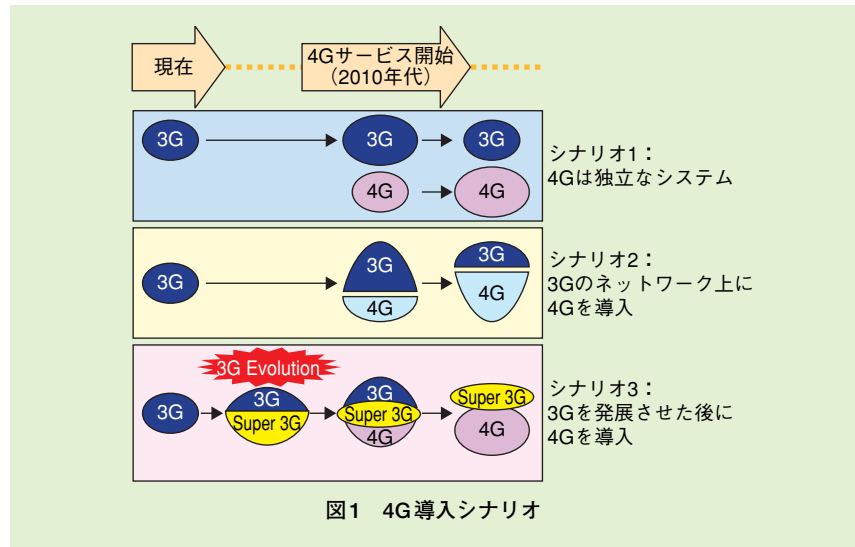 現在
4Gサービス開始
（2010年代）
3G
3G
3G
4G
4G
シナリオ1：
4Gは独立なシステム
3G
3G
4G
3G
4G
シナリオ2：
3Gのネットワーク上に
4Gを導入
3G Evolution
3G
3G
Super 3G
3G
Super 3G
4G
Super 3G
4G
シナリオ3：
3Gを発展させた後に
4Gを導入
図1　4G導入シナリオ